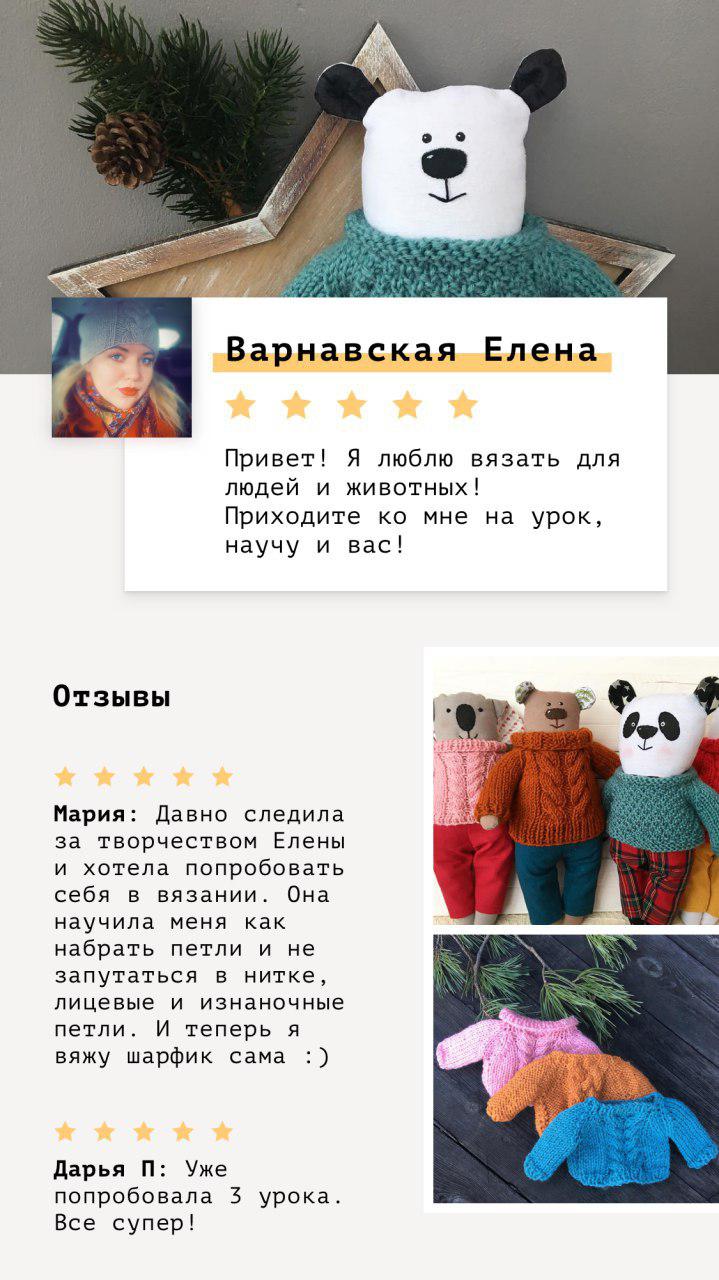 Варнавская Елена
Привет! Я люблю вязать для
людей и животных!
Приходите ко мне на урок,
научу и вас!
Отзывы
Мария: Давно следила
за творчеством Елены
и хотела попробовать
себя в вязании. Она
научила меня как
набрать петли и не
запутаться в нитке,
лицевые и изнаночные
петли. И теперь я
вяжу шарфик сама :)
Дарья П: Уже
попробовала 3 урока.
Все супер!